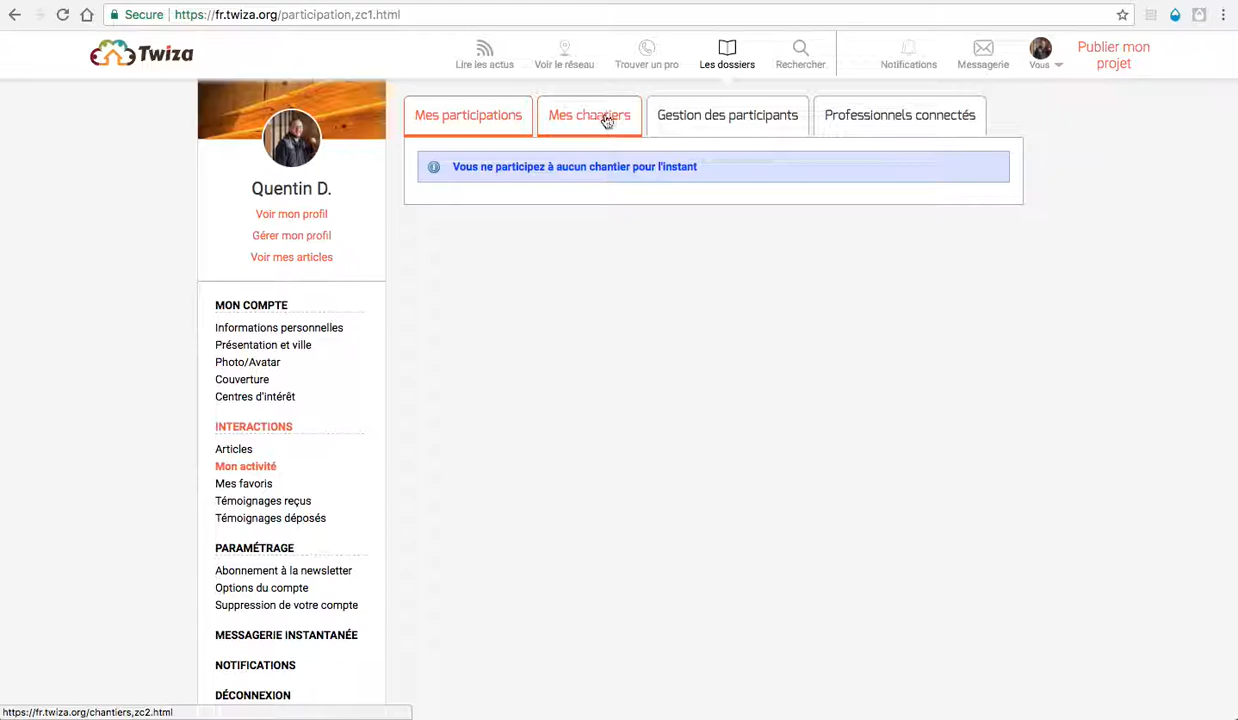 Secure https://fr.twiza.org/participation,zc1.html
Twiza
Lire les actus Voir le réseau Trouver un pro Les dossiers Rechercher Notifications Messagerie Vous Publier mon projet
Mes participations Mes chantiers Gestion des participants Professionnels connectés
Vous ne participez à aucun chantier pour l'instant
Quentin D.
Voir mon profil
Gérer mon profil
Voir mes articles
MON COMPTE
Informations personnelles
Présentation et ville
Photo/Avatar
Couverture
Centres d'intérêt
INTERACTIONS
Articles
Mon activité
Mes favoris
Témoignages reçus
Témoignages déposés
PARAMÉTRAGE
Abonnement à la newsletter
Options du compte
Suppression de votre compte
MESSAGERIE INSTANTANÉE
NOTIFICATIONS
DÉCONNEXION
https://fr.twiza.org/chantiers,zc2.html